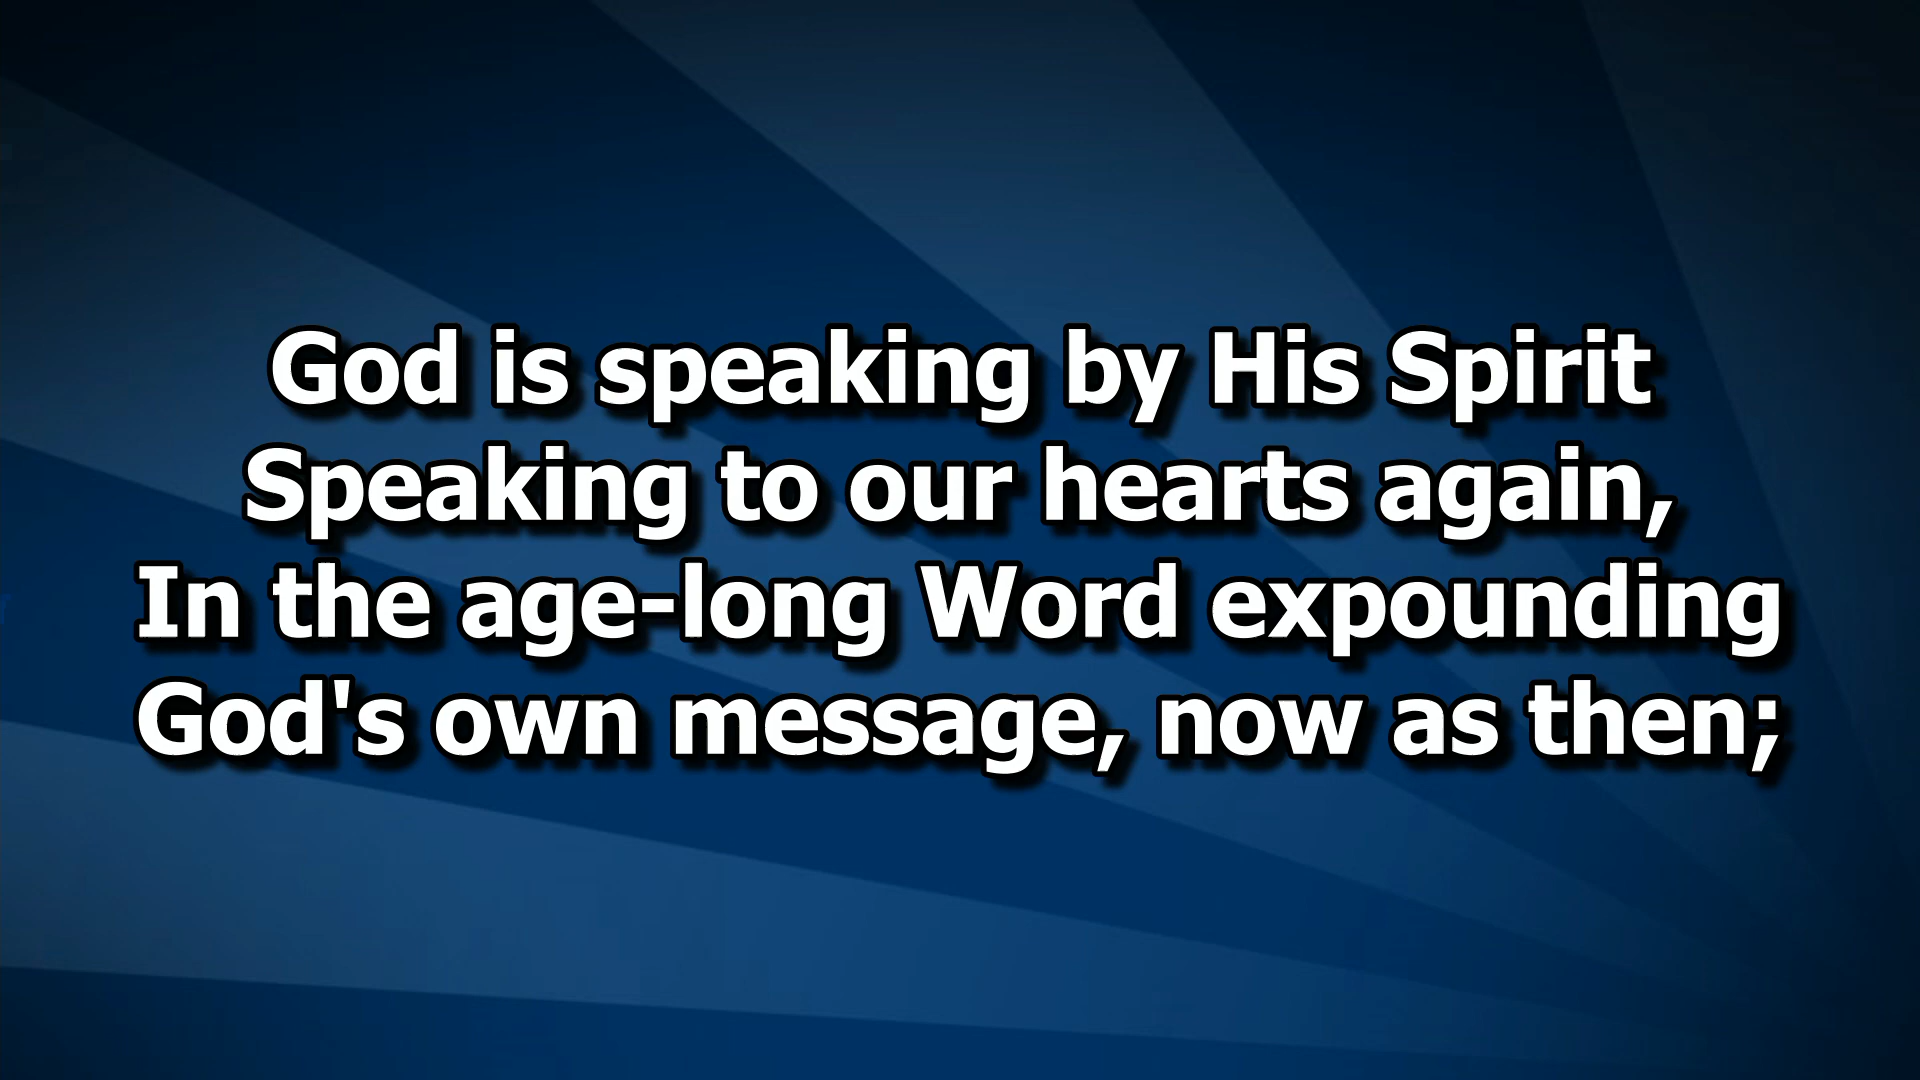 God is speaking by His Spirit
Speaking to our hearts again,
In the age-long Word expounding
God's own message, now as then;